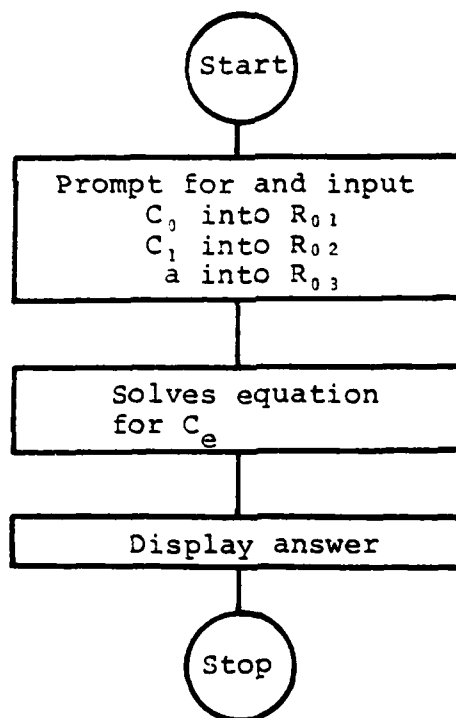 Start
Prompt for and input
C₀ into R₀₁
C₁ into R₀₂
a into R₀₃
Solves equation
for Cₑ
Display answer
Stop